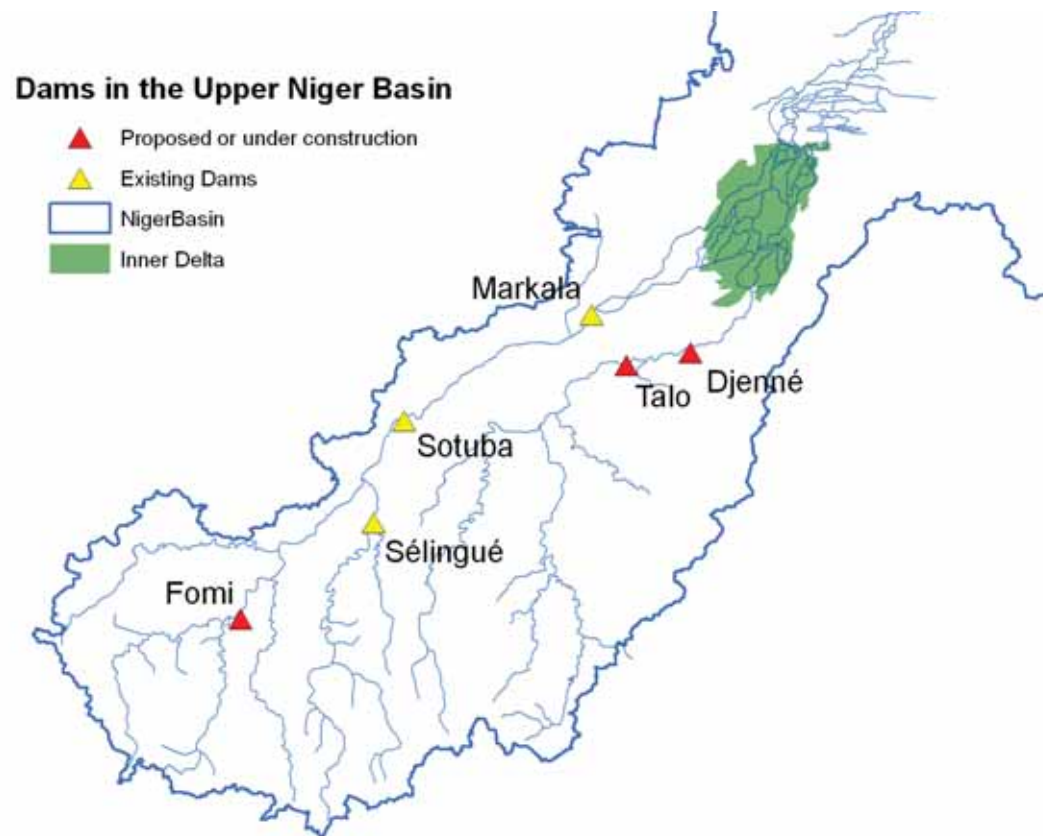 Dams in the Upper Niger Basin
Proposed or under construction
Existing Dams
NigerBasin
Inner Delta
Markala
Djenné
Talo
Sotuba
Sélingué
Fomi